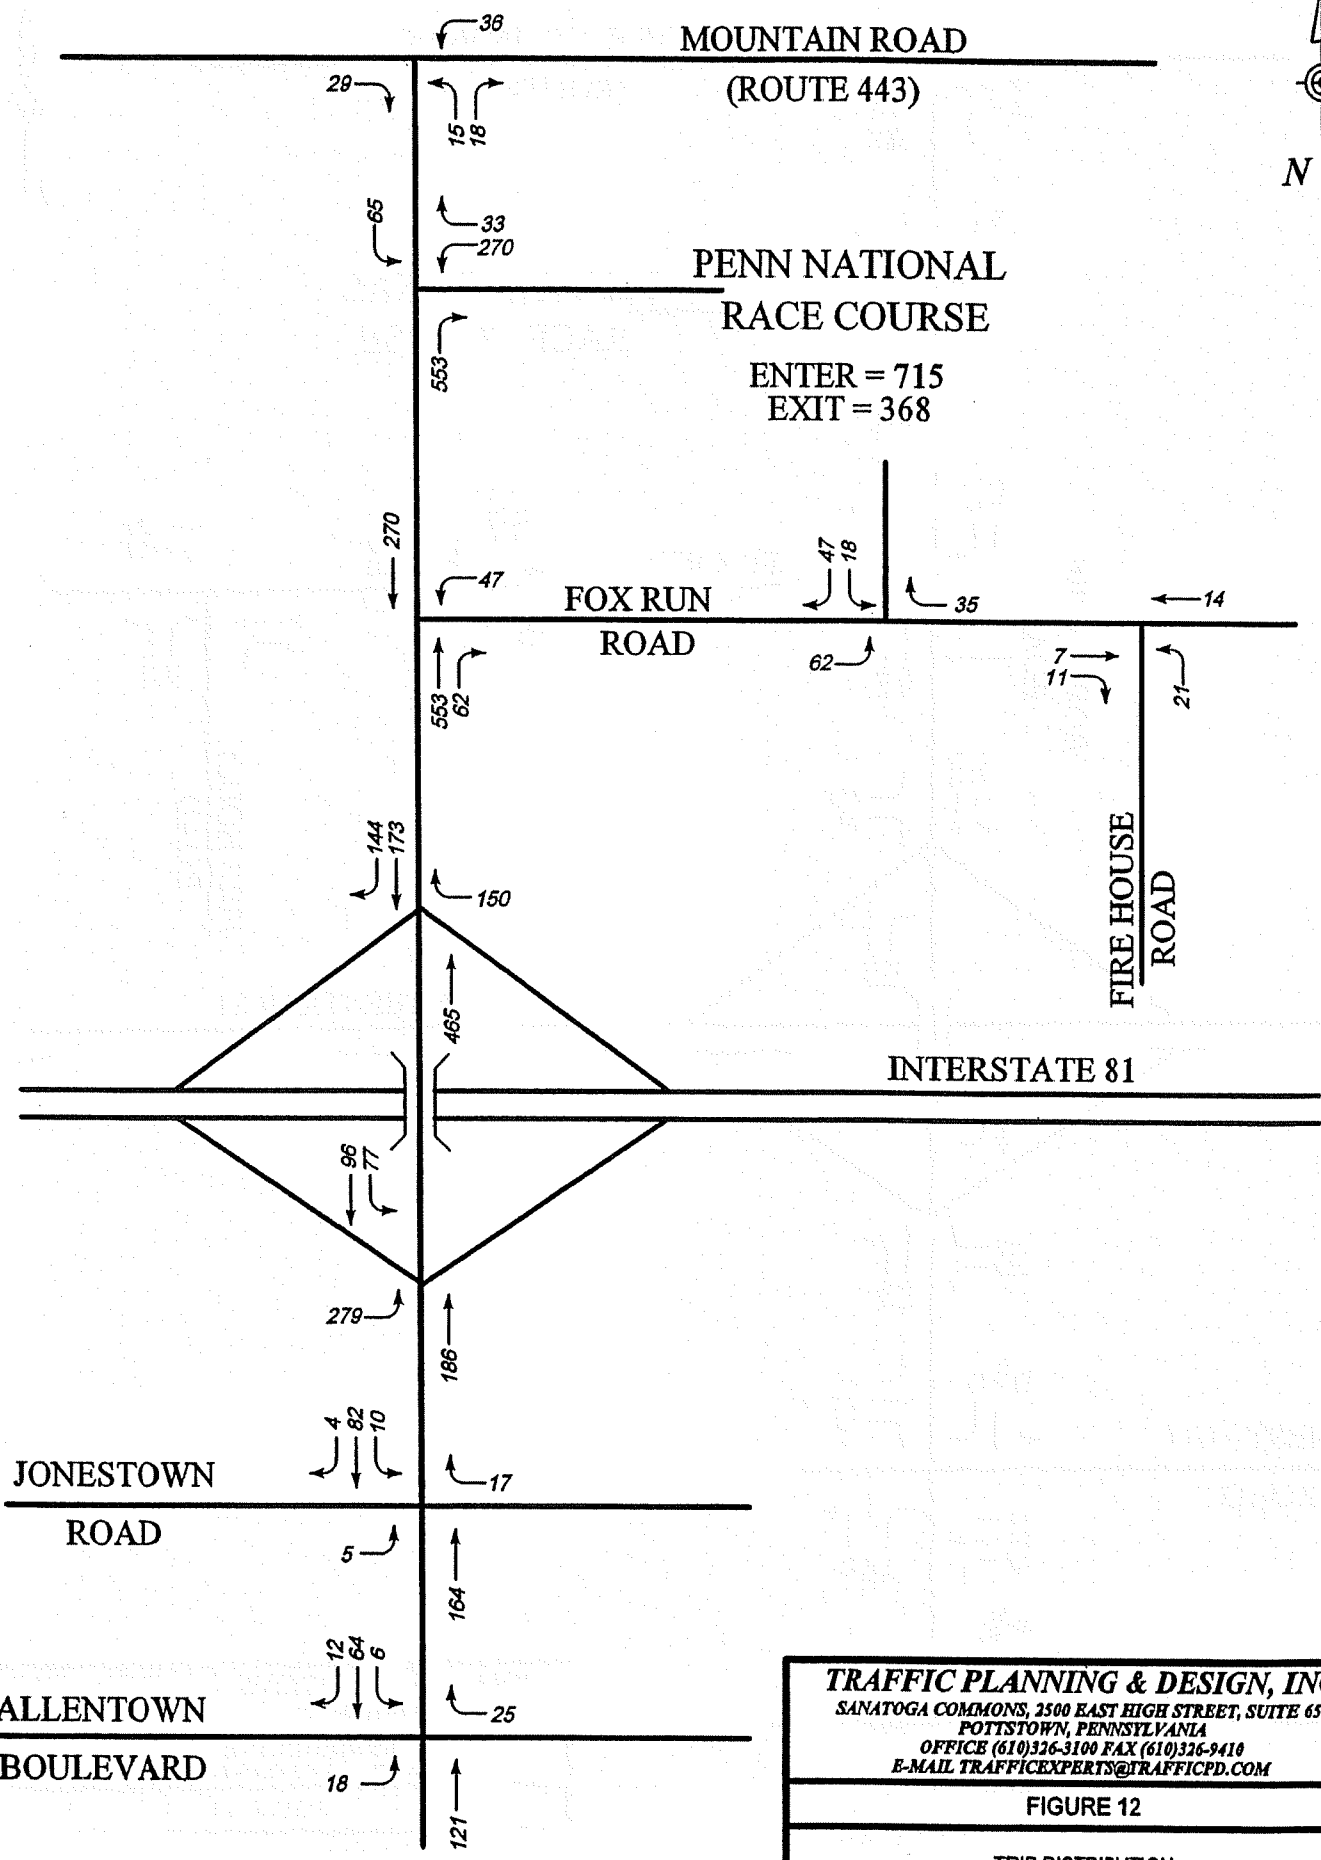 36
MOUNTAIN ROAD
(ROUTE 443)
29
15
18
N
65
33
270
PENN NATIONAL
RACE COURSE
553
ENTER = 715
EXIT = 368
270
47
FOX RUN
ROAD
47
18
35
14
553
62
62
7
11
21
144
173
150
FIRE HOUSE
ROAD
465
INTERSTATE 81
96
77
279
186
4
82
10
JONESTOWN
ROAD
17
5
164
12
64
6
ALLENTOWN
BOULEVARD
25
18
121
TRAFFIC PLANNING & DESIGN, INC
SANATOGA COMMONS, 2500 EAST HIGH STREET, SUITE 65
POTTSTOWN, PENNSYLVANIA
OFFICE (610)326-3100 FAX (610)326-9410
E-MAIL TRAFFICEXPERTS@TRAFFICPD.COM
FIGURE 12
TRIP DISTRIBUTION